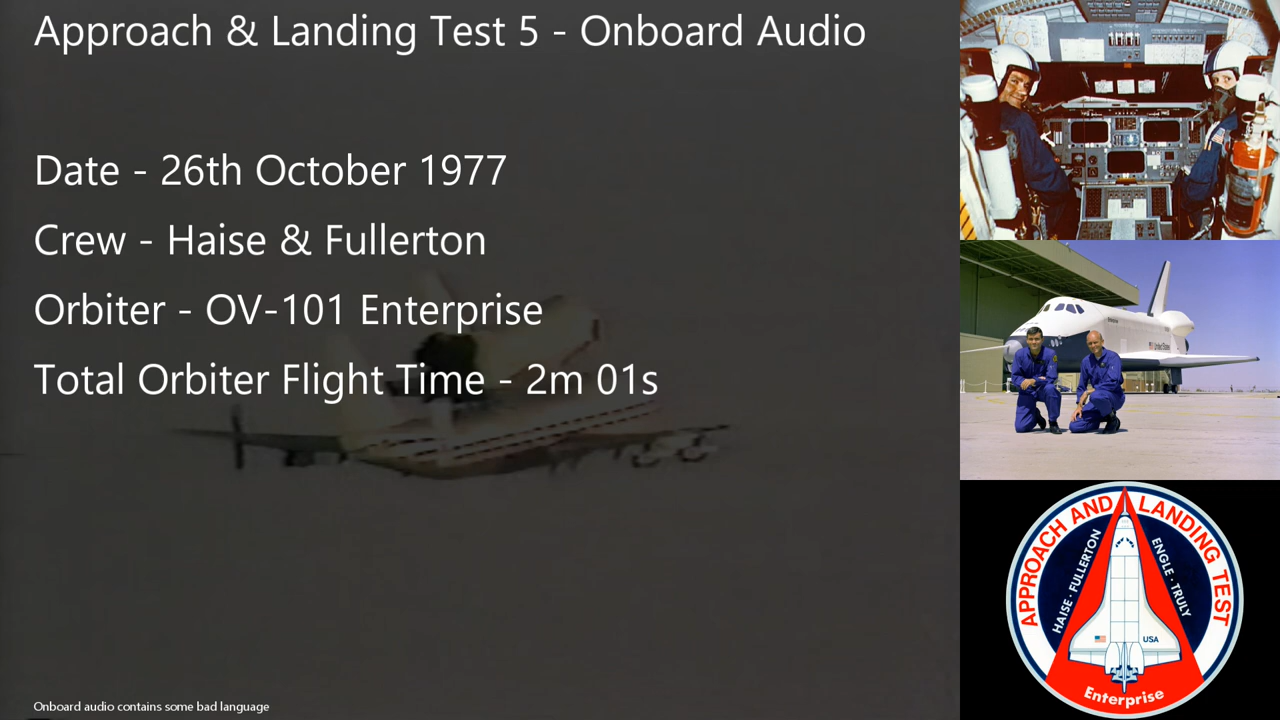 Approach & Landing Test 5 - Onboard Audio
Date - 26th October 1977
Crew - Haise & Fullerton
Orbiter - OV-101 Enterprise
Total Orbiter Flight Time - 2m 01s
Onboard audio contains some bad language
United States
APPROACH AND LANDING TEST
HAISE · FULLERTON
ENGLE · TRULY
USA
Enterprise